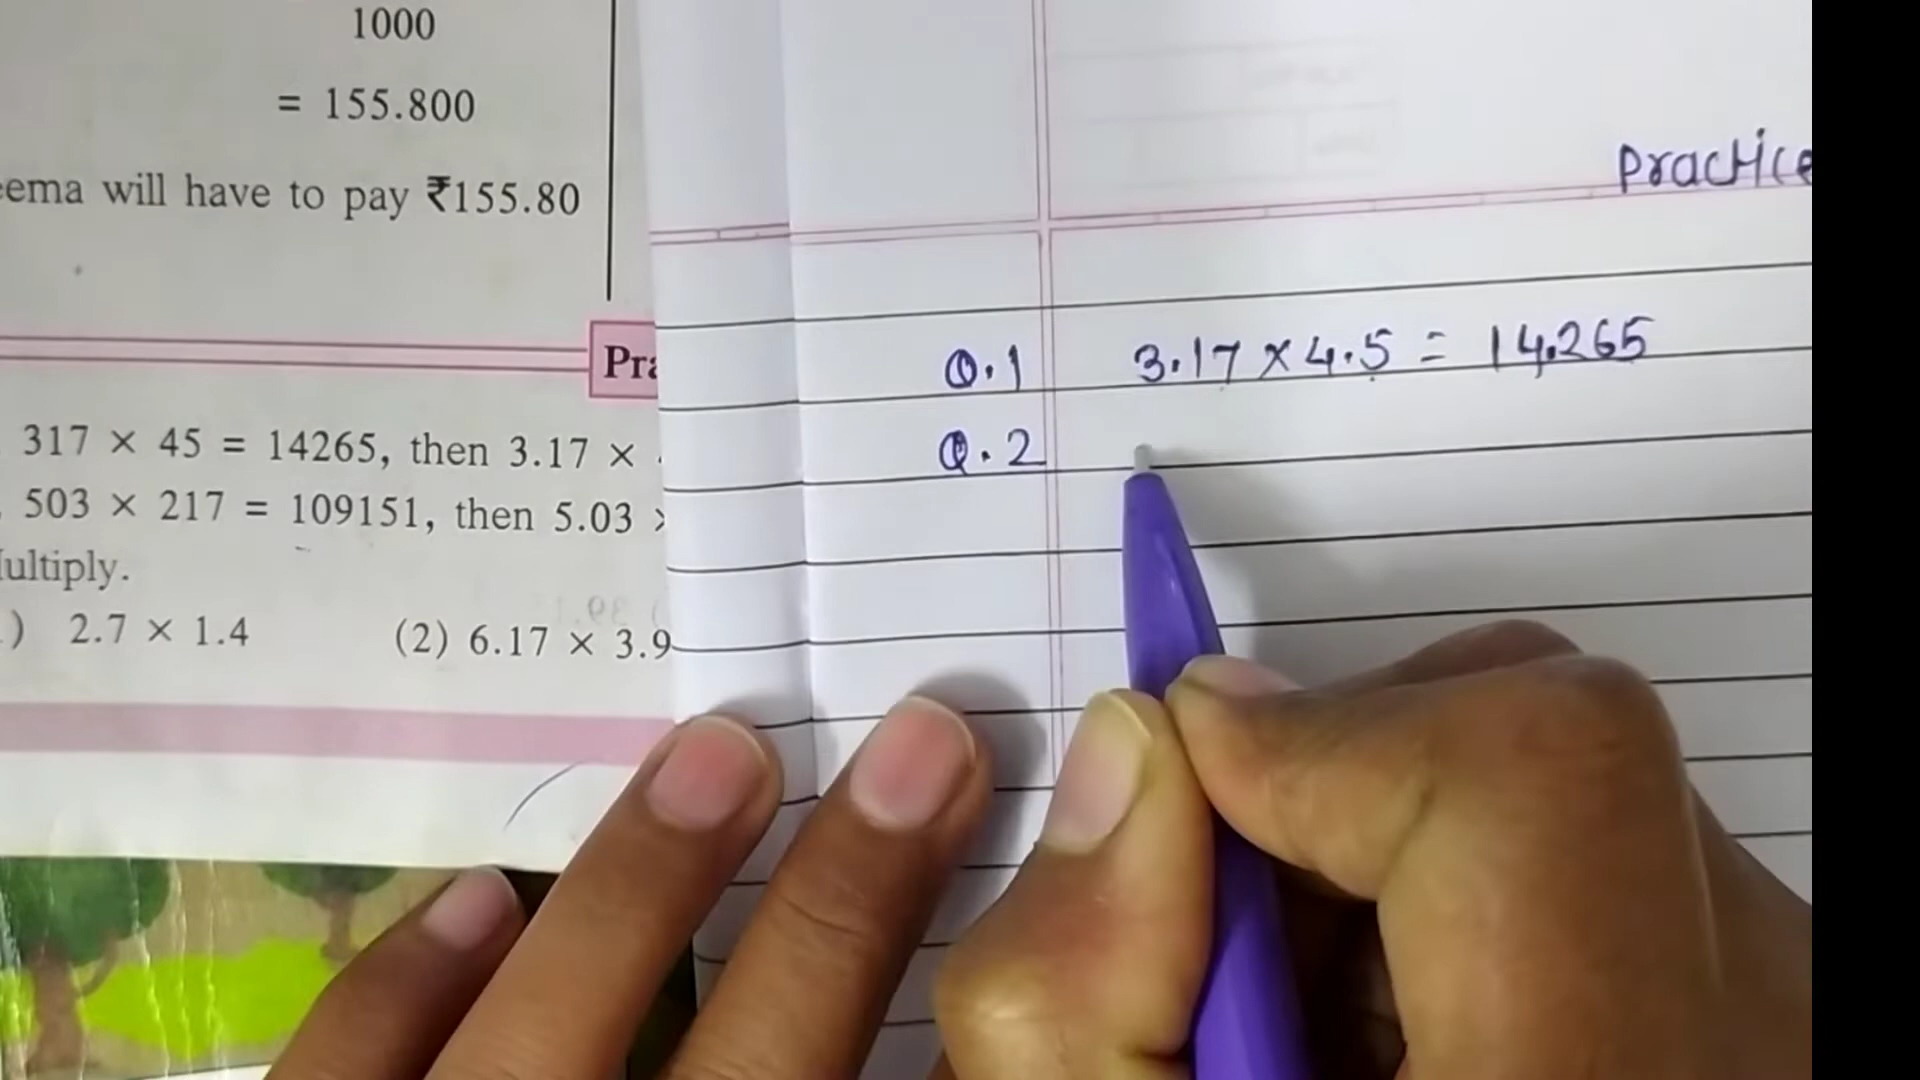 1000
= 155.800
ema will have to pay ₹155.80
Pra
317 × 45 = 14265, then 3.17 ×
503 × 217 = 109151, then 5.03 ×
ultiply.
) 2.7 × 1.4 (2) 6.17 × 3.9
Practice
Q.1 3.17 × 4.5 = 14.265
Q.2